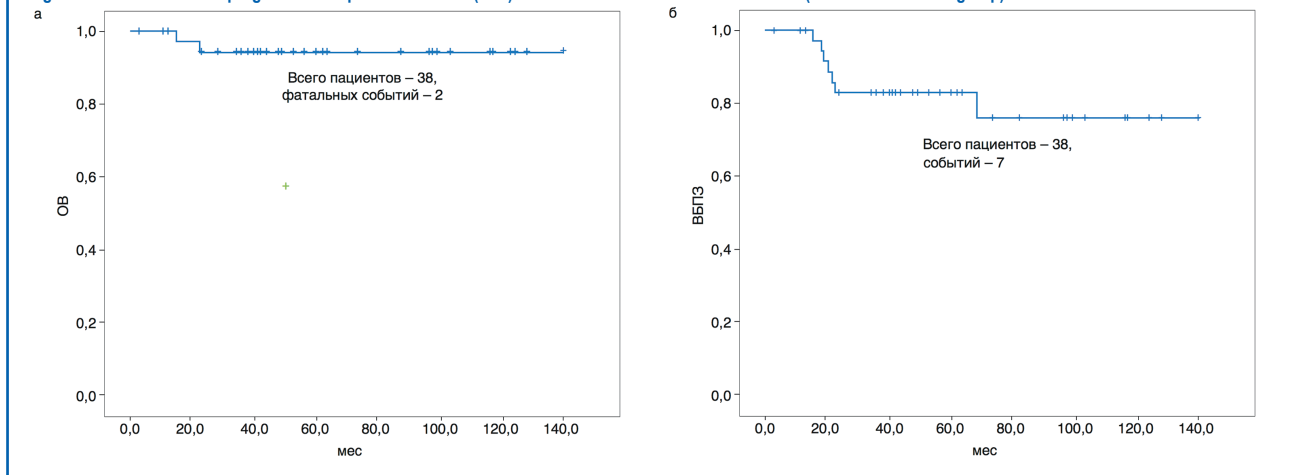 а
1,0
0,8
0,6
0,4
0,2
0,0
ОВ
Всего пациентов – 38,
фатальных событий – 2
0,0 20,0 40,0 60,0 80,0 100,0 120,0 140,0
мес
б
1,0
0,8
0,6
0,4
0,2
0,0
ВБПЗ
Всего пациентов – 38,
событий – 7
0,0 20,0 40,0 60,0 80,0 100,0 120,0 140,0
мес